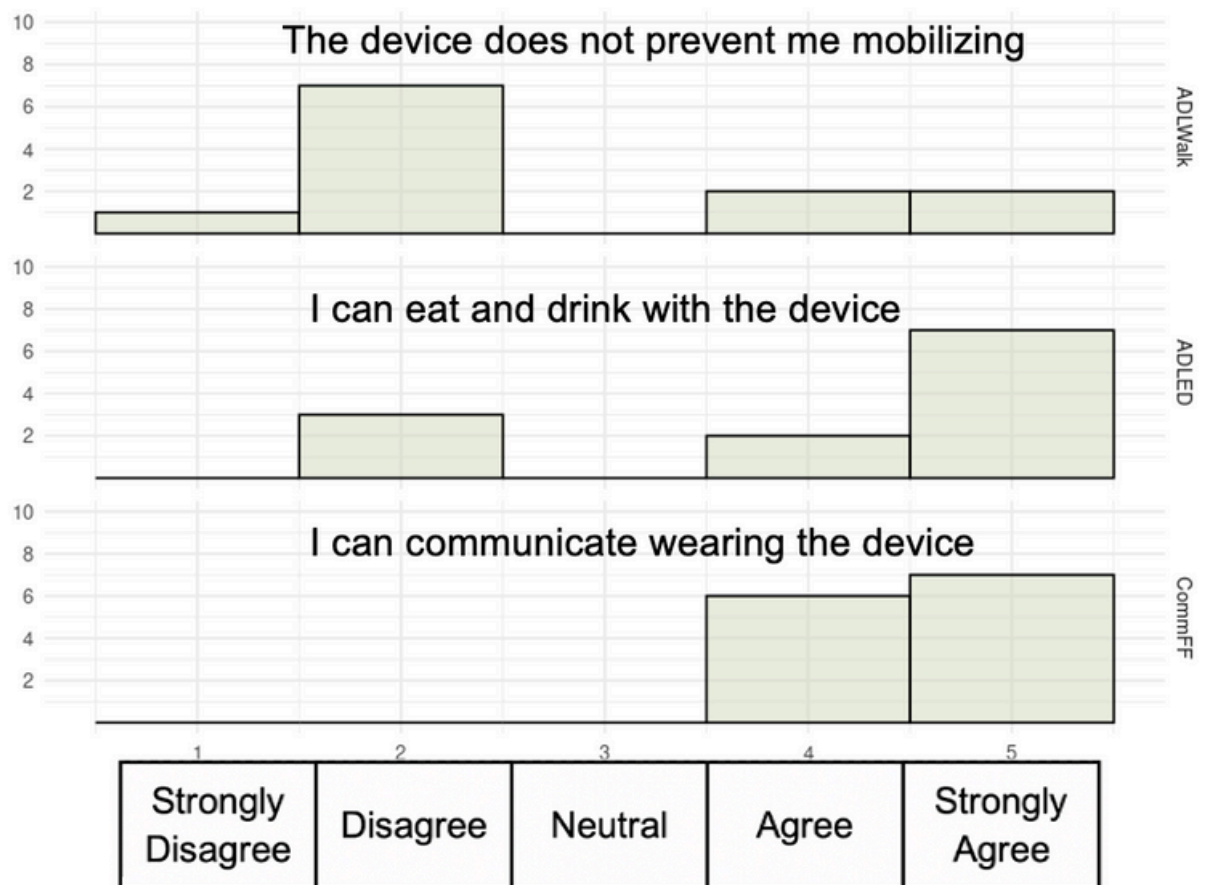 The device does not prevent me mobilizing
10
8
6
4
2
ADLWalk
I can eat and drink with the device
10
8
6
4
2
ADLED
I can communicate wearing the device
10
8
6
4
2
CommFF
1 2 3 4 5
Strongly Disagree
Disagree
Neutral
Agree
Strongly Agree